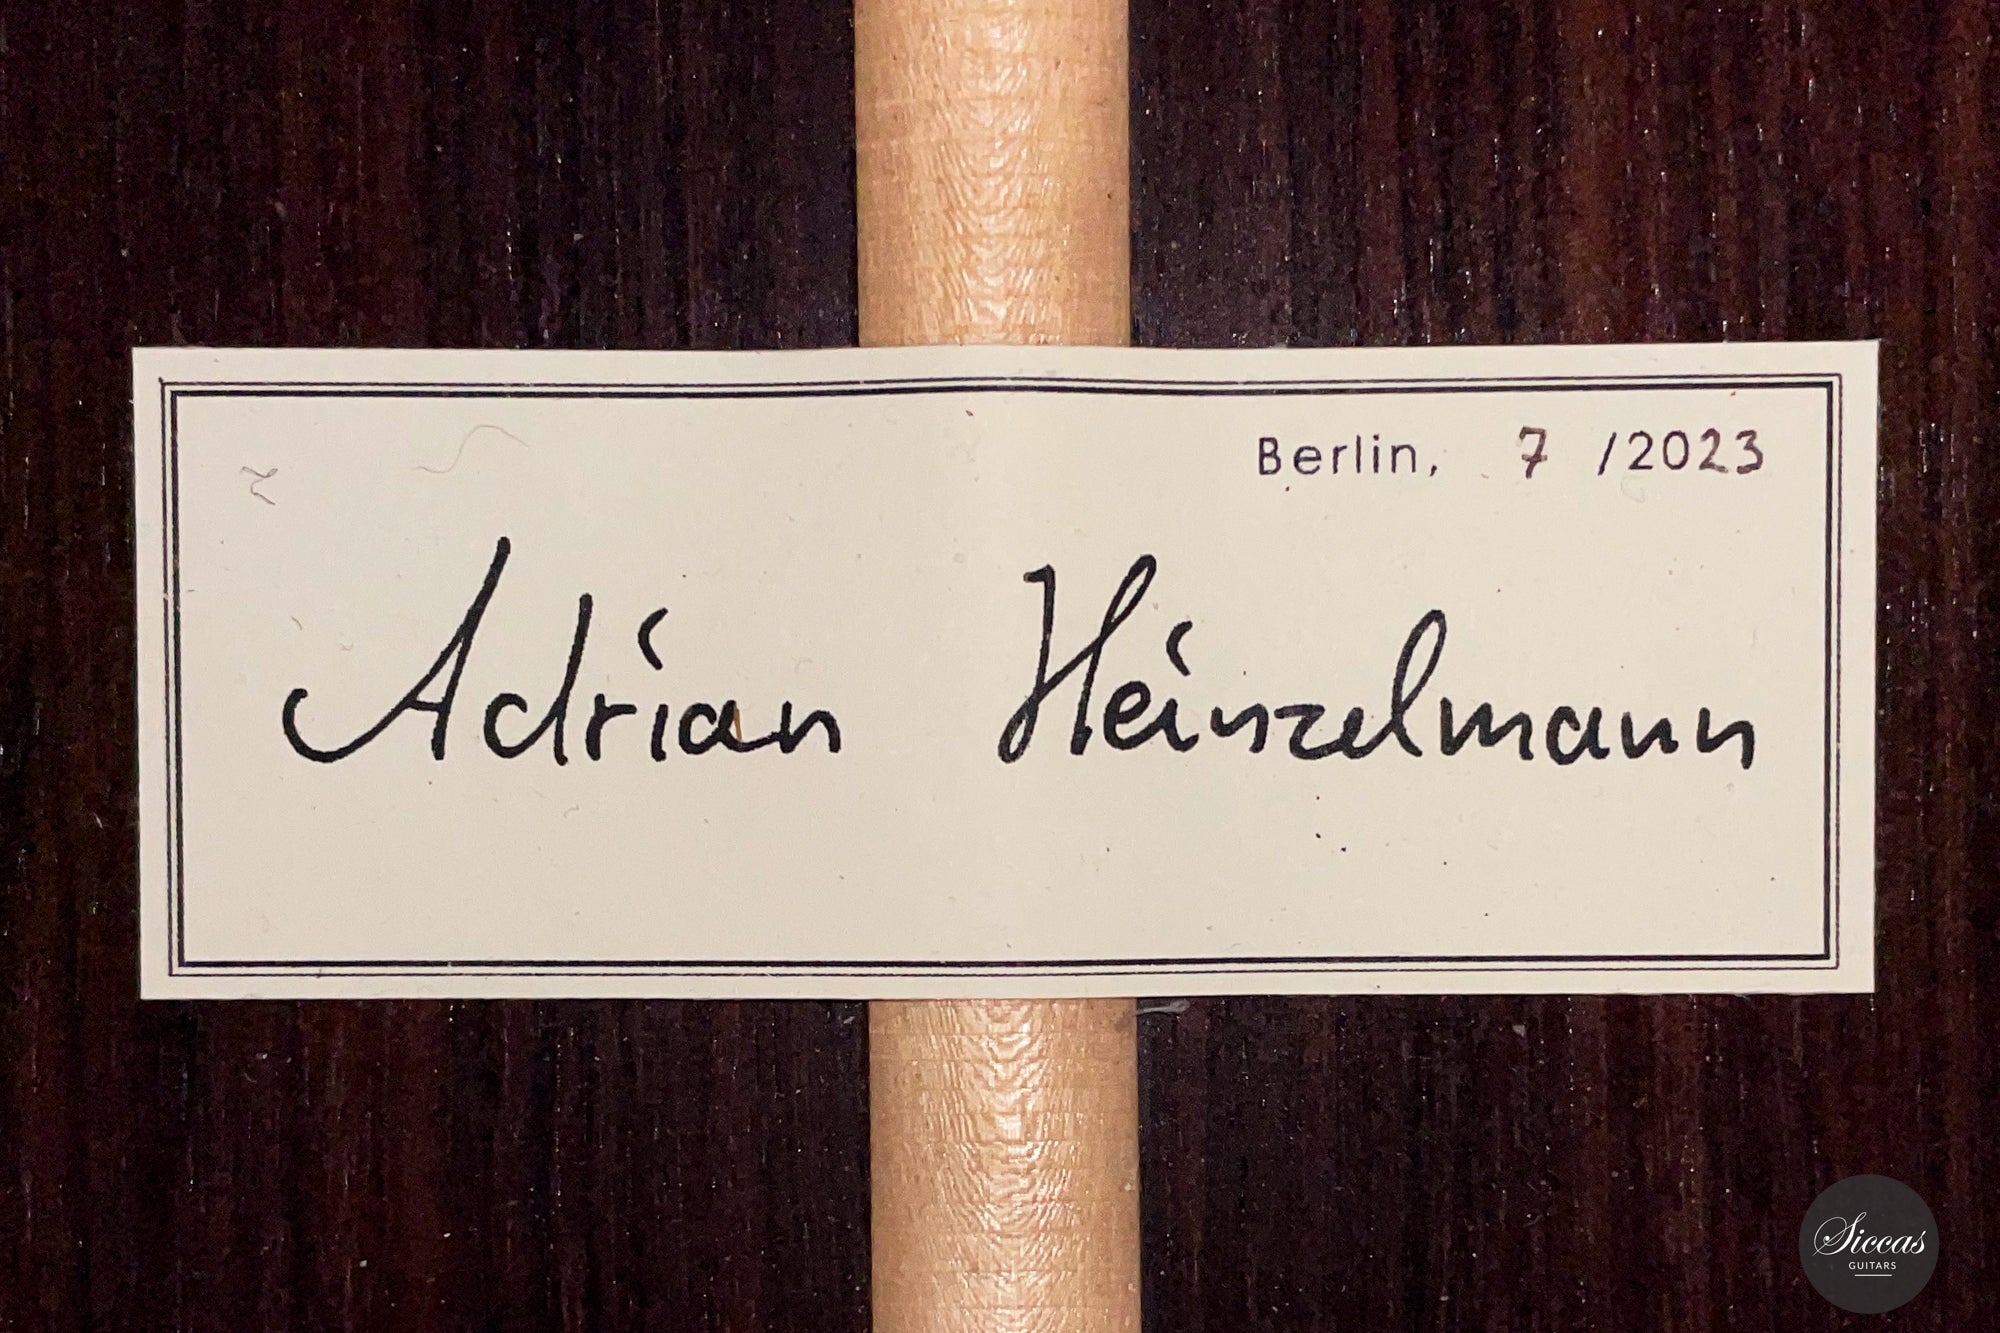 Berlin, 7 /2023
Adrian Heinzelmann
Siccas
GUITARS